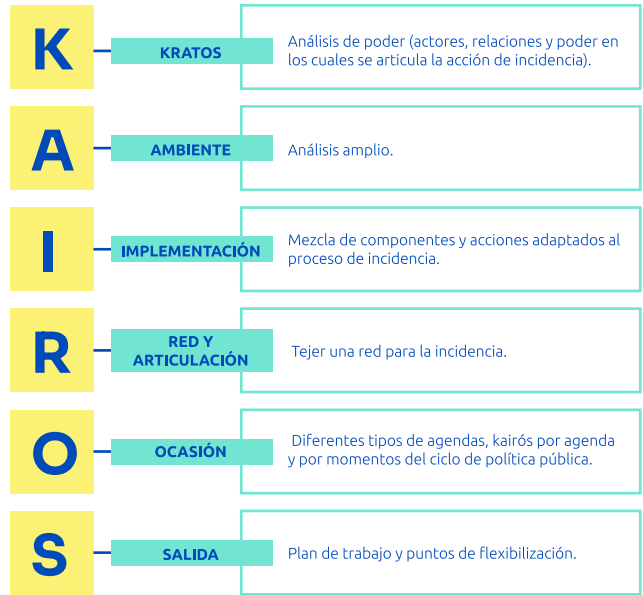 K
KRATOS
Análisis de poder (actores, relaciones y poder en
los cuales se articula la acción de incidencia).
A
AMBIENTE
Análisis amplio.
I
IMPLEMENTACIÓN
Mezcla de componentes y acciones adaptados al
proceso de incidencia.
R
RED Y
ARTICULACIÓN
Tejer una red para la incidencia.
O
OCASIÓN
Diferentes tipos de agendas, kairós por agenda
y por momentos del ciclo de política pública.
S
SALIDA
Plan de trabajo y puntos de flexibilización.